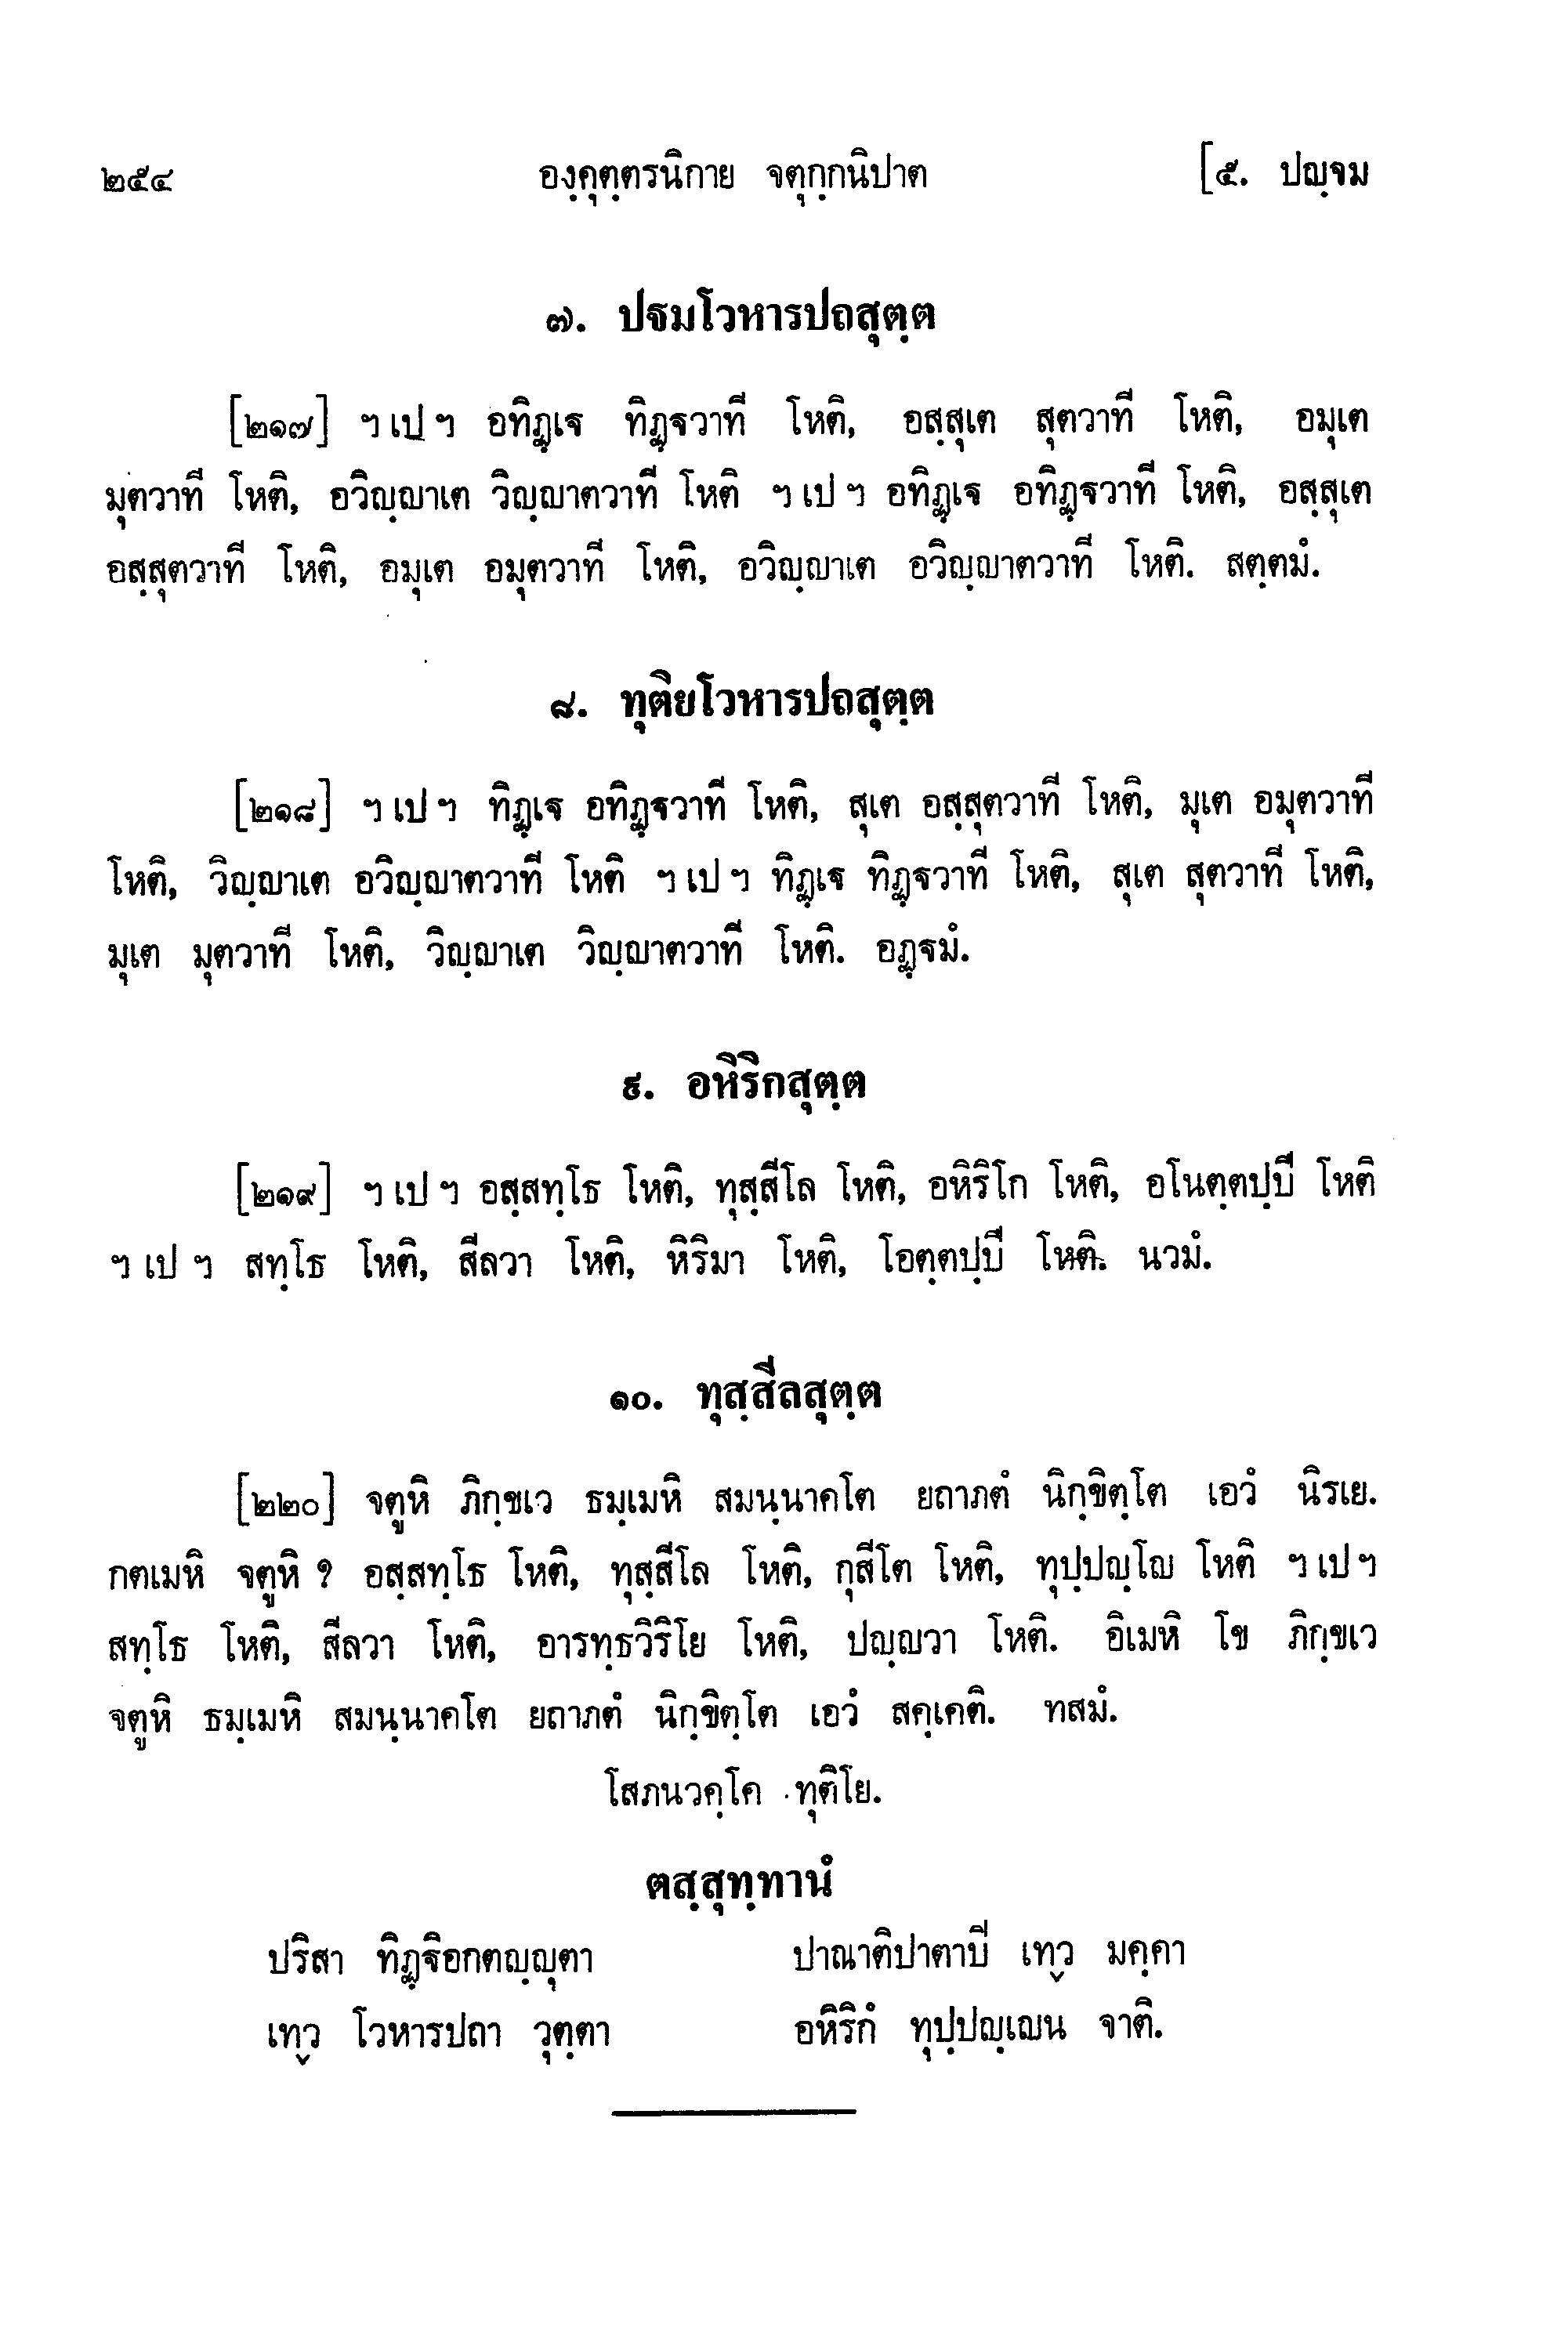 ๒๕๔ องฺคุตฺตรนิกาย จตุกฺกนิปาต [๕. ปญฺจม
๗. ปฐมโวหารปถสุตฺต
[๒๑๗] ฯ เป ฯ อทิฏฺเฐ ทิฏฺฐวาที โหติ, อสฺสุเต สุตวาที โหติ, อมุเต
มุตวาที โหติ, อวิญฺญาเต วิญฺญาตวาที โหติ ฯ เป ฯ อทิฏฺเฐ อทิฏฺฐวาที โหติ, อสฺสุเต
อสฺสุตวาที โหติ, อมุเต อมุตวาที โหติ, อวิญฺญาเต อวิญฺญาตวาที โหติ. สตฺตมํ.
๘. ทุติยโวหารปถสุตฺต
[๒๑๘] ฯ เป ฯ ทิฏฺเฐ อทิฏฺฐวาที โหติ, สุเต อสฺสุตวาที โหติ, มุเต อมุตวาที
โหติ, วิญฺญาเต อวิญฺญาตวาที โหติ ฯ เป ฯ ทิฏฺเฐ ทิฏฺฐวาที โหติ, สุเต สุตวาที โหติ,
มุเต มุตวาที โหติ, วิญฺญาเต วิญฺญาตวาที โหติ. อฏฺฐมํ.
๙. อหิริกสุตฺต
[๒๑๙] ฯ เป ฯ อสฺสทฺโธ โหติ, ทุสฺสีโล โหติ, อหิริโก โหติ, อโนตฺตปฺปี โหติ
ฯ เป ฯ สทฺโธ โหติ, สีลวา โหติ, หิริมา โหติ, โอตฺตปฺปี โหติ. นวมํ.
๑๐. ทุสฺสีลสุตฺต
[๒๒๐] จตูหิ ภิกฺขเว ธมฺเมหิ สมนฺนาคโต ยถาภตํ นิกฺขิตฺโต เอวํ นิรเย.
กตเมหิ จตูหิ ? อสฺสทฺโธ โหติ, ทุสฺสีโล โหติ, กุสีโต โหติ, ทุปฺปญฺโญ โหติ ฯ เป ฯ
สทฺโธ โหติ, สีลวา โหติ, อารทฺธวิริโย โหติ, ปญฺญวา โหติ. อิเมหิ โข ภิกฺขเว
จตูหิ ธมฺเมหิ สมนฺนาคโต ยถาภตํ นิกฺขิตฺโต เอวํ สคฺเคติ. ทสมํ.
โสภนวคฺโค ทุติโย.
ตสฺสุทฺทานํ
ปริสา ทิฏฺฐิอกตญฺญุตา ปาณาติปาตาปี เทฺว มคฺคา
เทฺว โวหารปถา วุตฺตา อหิริกํ ทุปฺปญฺเญน จาติ.